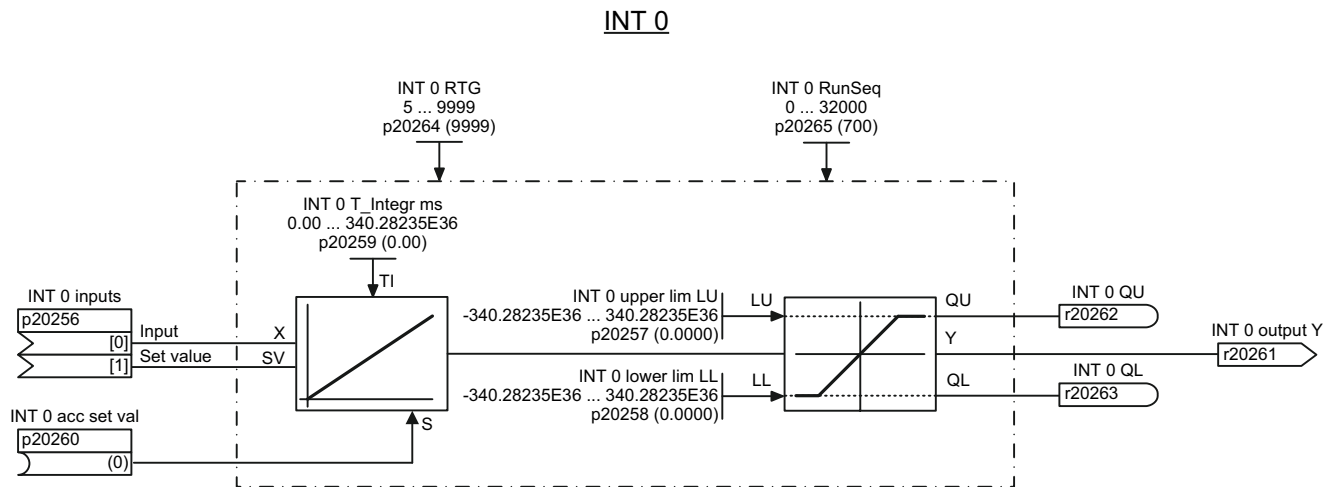 INT 0
INT 0 RTG
5 ... 9999
p20264 (9999)
INT 0 RunSeq
0 ... 32000
p20265 (700)
INT 0 T_Integr ms
0.00 ... 340.28235E36
p20259 (0.00)
TI
INT 0 inputs
p20256
[0]
Input
X
[1]
Set value
SV
INT 0 acc set val
p20260
(0)
S
INT 0 upper lim LU
-340.28235E36 ... 340.28235E36
p20257 (0.0000)
LU
INT 0 lower lim LL
-340.28235E36 ... 340.28235E36
p20258 (0.0000)
LL
QU
Y
QL
INT 0 QU
r20262
INT 0 output Y
r20261
INT 0 QL
r20263